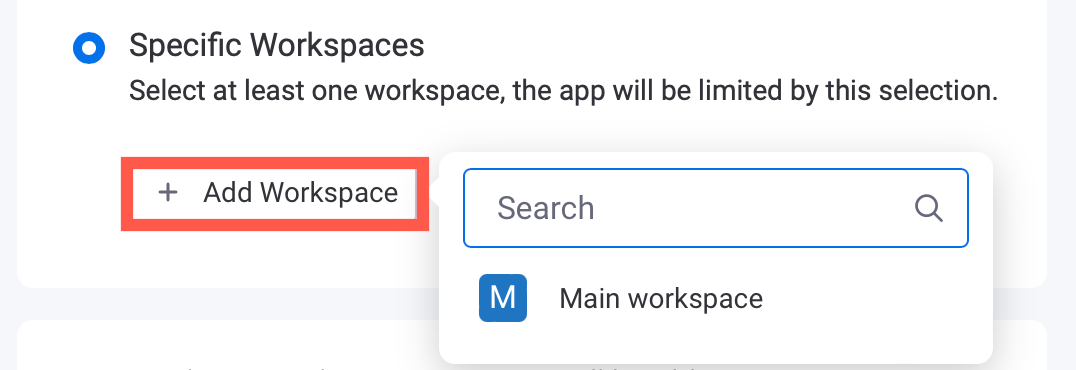 Specific Workspaces
Select at least one workspace, the app will be limited by this selection.
+ Add Workspace
Search
M Main workspace